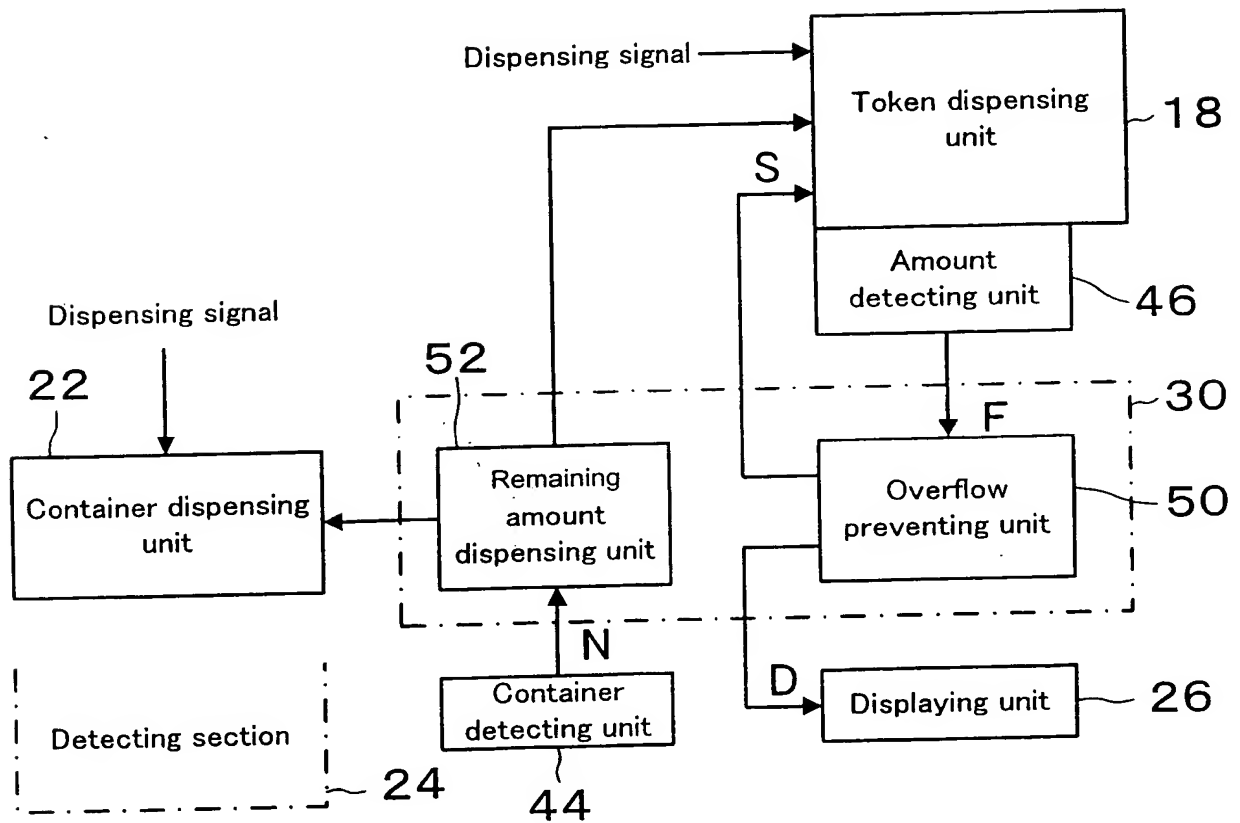 Dispensing signal
Token dispensing
unit
18
S
Amount
detecting unit
46
Dispensing signal
22
52
30
F
Container dispensing
unit
Remaining
amount
dispensing unit
Overflow
preventing unit
50
N
D
Container
detecting unit
44
Displaying unit
26
Detecting section
24